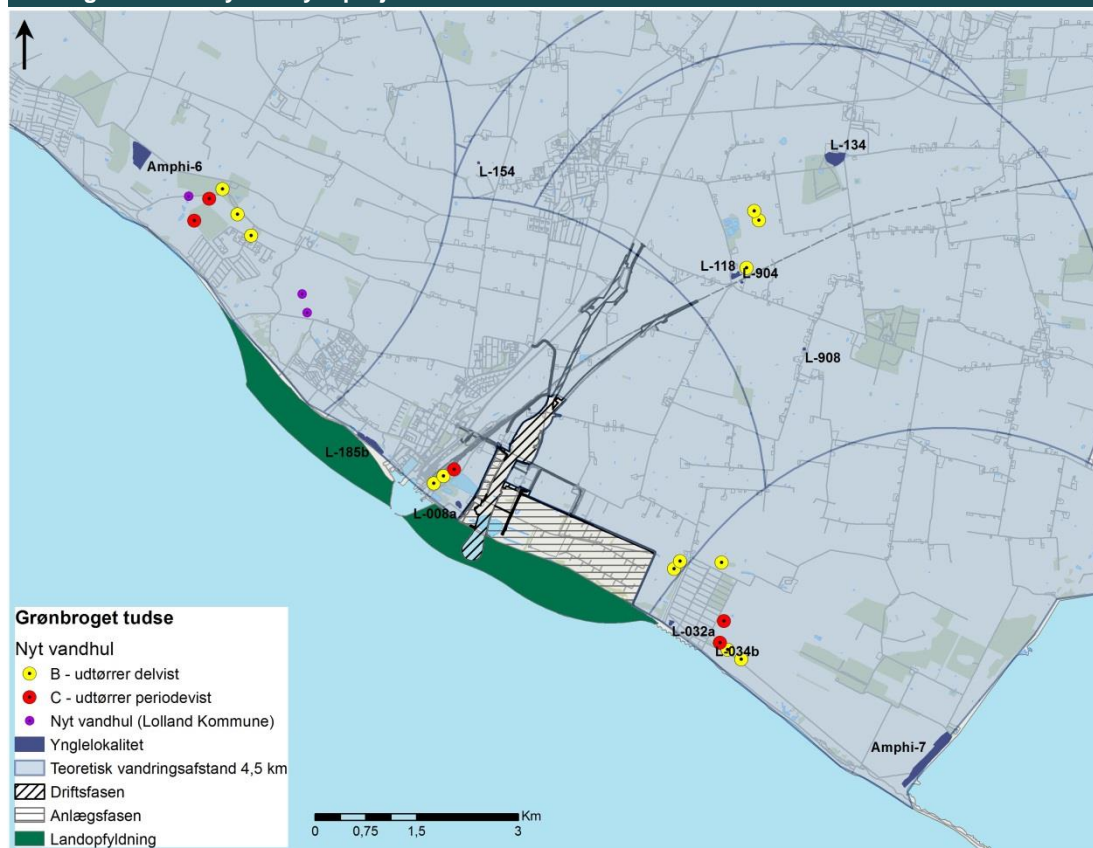 Amphi-6
L-154
L-134
L-118
L-904
L-908
L-185b
L-008a
L-032a
L-034b
Amphi-7
Grønbroget tudse
Nyt vandhul
B - udtørrer delvist
C - udtørrer periodevist
Nyt vandhul (Lolland Kommune)
Ynglelokalitet
Teoretisk vandringsafstand 4,5 km
Driftsfasen
Anlægsfasen
Landopfyldning
Km
0 0,75 1,5 3